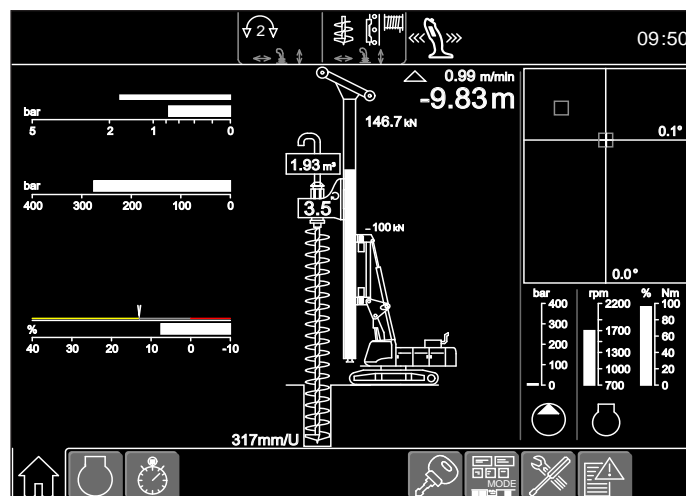 2
09:50
0.99 m/min
-9.83m
bar
5 2 1 0
146.7 kN
0.1°
1.93 m³
bar
400 300 200 100 0
3.5
-100 kN
0.0°
bar rpm % Nm
400 2200 100
300 1700 80
200 1300 60
100 1000 40
20
0 700 0
%
40 30 20 10 0 -10
317mm/U
MODE